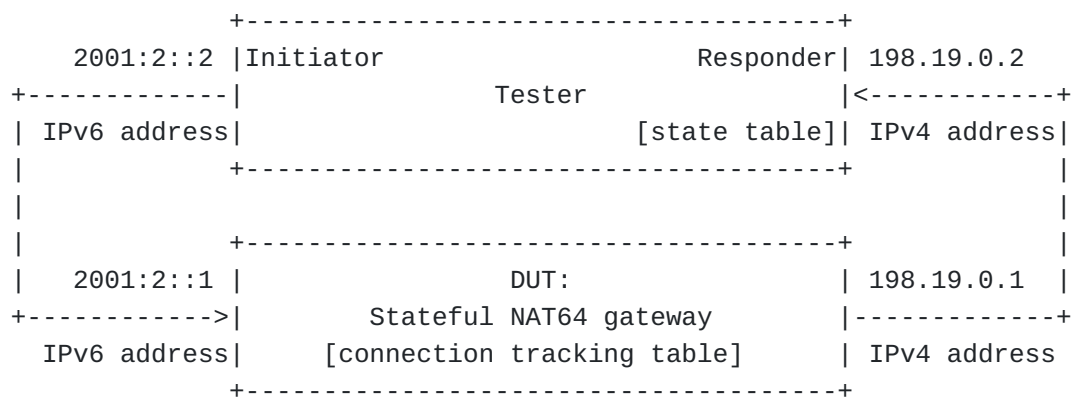 2001:2::2 |Initiator Responder| 198.19.0.2
Tester
IPv6 address| [state table]| IPv4 address
2001:2::1 | DUT: | 198.19.0.1
Stateful NAT64 gateway
IPv6 address| [connection tracking table] | IPv4 address